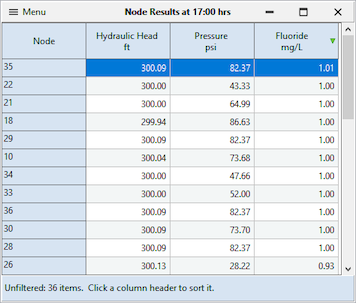 Menu Node Results at 17:00 hrs
Node Hydraulic Head ft Pressure psi Fluoride mg/L
35 300.09 82.37 1.01
22 300.00 43.33 1.00
21 300.00 64.99 1.00
18 299.94 86.63 1.00
29 300.09 82.37 1.00
10 300.04 73.68 1.00
34 300.00 47.66 1.00
33 300.00 52.00 1.00
36 300.09 82.37 1.00
30 300.09 73.70 1.00
28 300.09 82.37 1.00
26 300.13 28.22 0.93
Unfiltered: 36 items. Click a column header to sort it.